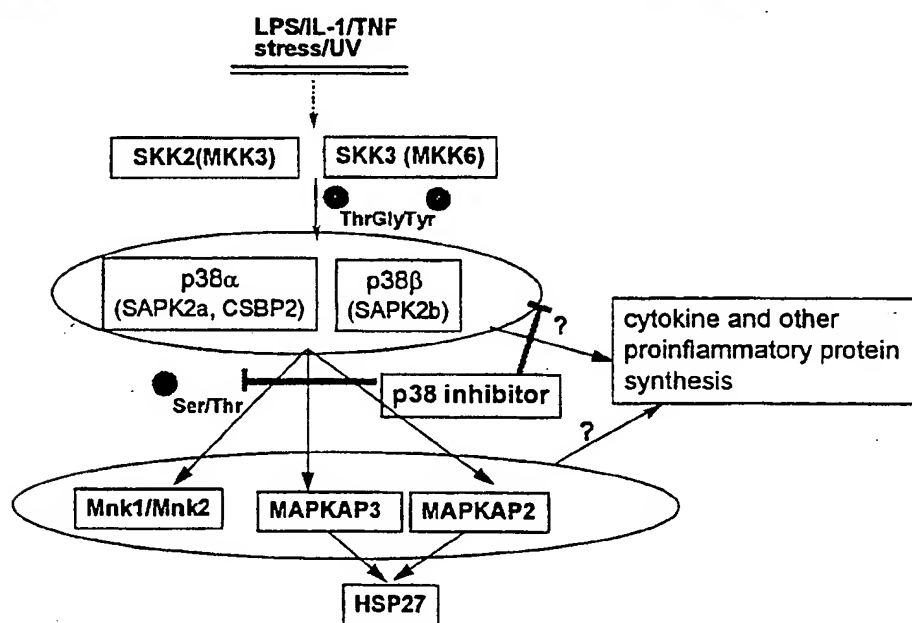 LPS/IL-1/TNF
stress/UV
SKK2(MKK3)
SKK3 (MKK6)
ThrGlyTyr
p38α
(SAPK2a, CSBP2)
p38β
(SAPK2b)
?
cytokine and other
proinflammatory protein
synthesis
Ser/Thr
p38 inhibitor
?
Mnk1/Mnk2
MAPKAP3
MAPKAP2
HSP27